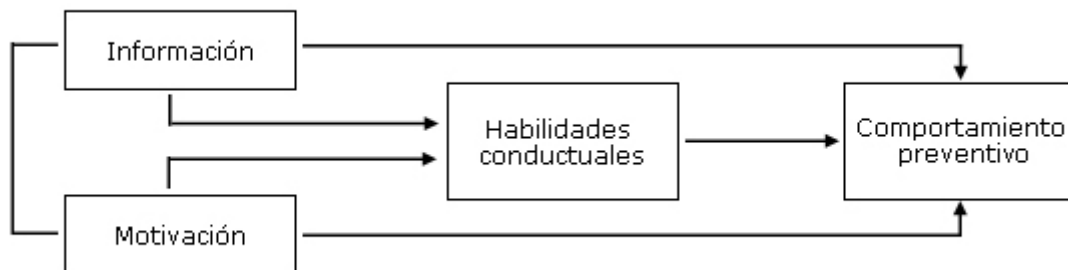 Información
Habilidades
conductuales
Comportamiento
preventivo
Motivación